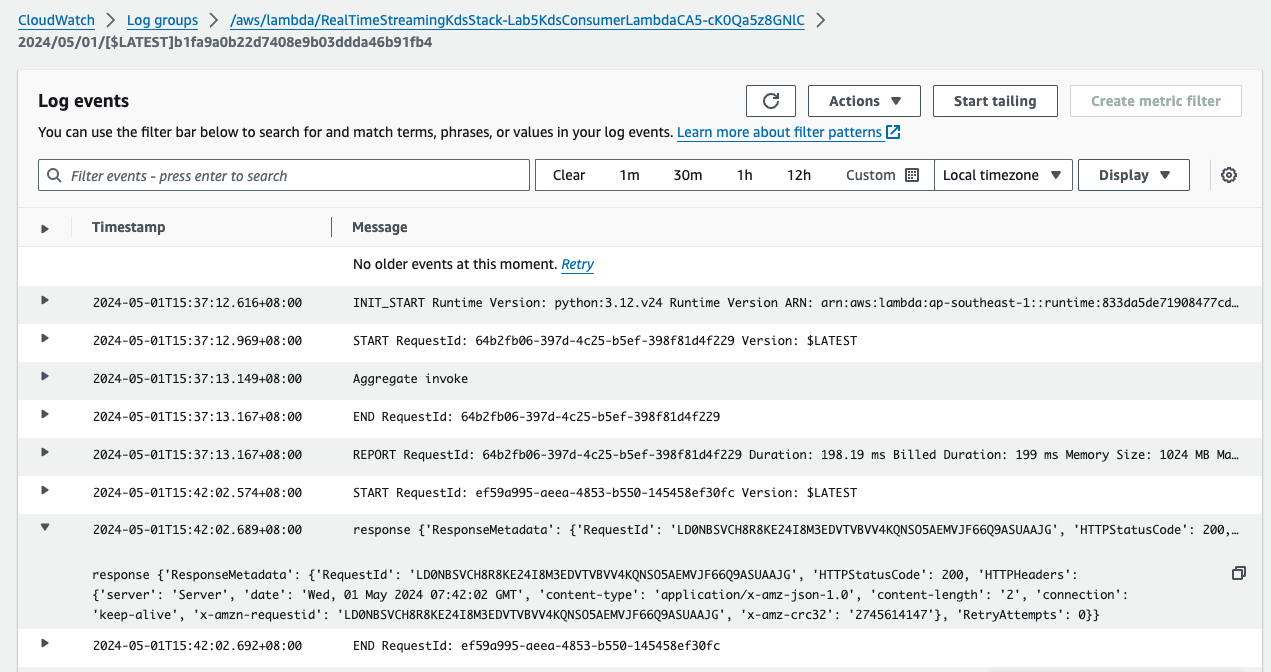 CloudWatch > Log groups > /aws/lambda/RealTimeStreamingKdsStack-Lab5KdsConsumerLambdaCA5-cK0Qa5z8GNlC >
2024/05/01/[$LATEST]b1fa9a0b22d7408e9b03ddda46b91fb4
Log events
Actions ▼ Start tailing Create metric filter
You can use the filter bar below to search for and match terms, phrases, or values in your log events. Learn more about filter patterns
Filter events - press enter to search Clear 1m 30m 1h 12h Custom Local timezone ▼ Display ▼
Timestamp Message
No older events at this moment. Retry
2024-05-01T15:37:12.616+08:00 INIT_START Runtime Version: python:3.12.v24 Runtime Version ARN: arn:aws:lambda:ap-southeast-1::runtime:833da5de71908477cd…
2024-05-01T15:37:12.969+08:00 START RequestId: 64b2fb06-397d-4c25-b5ef-398f81d4f229 Version: $LATEST
2024-05-01T15:37:13.149+08:00 Aggregate invoke
2024-05-01T15:37:13.167+08:00 END RequestId: 64b2fb06-397d-4c25-b5ef-398f81d4f229
2024-05-01T15:37:13.167+08:00 REPORT RequestId: 64b2fb06-397d-4c25-b5ef-398f81d4f229 Duration: 198.19 ms Billed Duration: 199 ms Memory Size: 1024 MB Ma…
2024-05-01T15:42:02.574+08:00 START RequestId: ef59a995-aeea-4853-b550-145458ef30fc Version: $LATEST
2024-05-01T15:42:02.689+08:00 response {'ResponseMetadata': {'RequestId': 'LD0NBSVCH8R8KE24I8M3EDVTVBVV4KQNSO5AEMVJF66Q9ASUAAJG', 'HTTPStatusCode': 200,…
response {'ResponseMetadata': {'RequestId': 'LD0NBSVCH8R8KE24I8M3EDVTVBVV4KQNSO5AEMVJF66Q9ASUAAJG', 'HTTPStatusCode': 200, 'HTTPHeaders':
{'server': 'Server', 'date': 'Wed, 01 May 2024 07:42:02 GMT', 'content-type': 'application/x-amz-json-1.0', 'content-length': '2', 'connection':
'keep-alive', 'x-amzn-requestid': 'LD0NBSVCH8R8KE24I8M3EDVTVBVV4KQNSO5AEMVJF66Q9ASUAAJG', 'x-amz-crc32': '2745614147'}, 'RetryAttempts': 0}}
2024-05-01T15:42:02.692+08:00 END RequestId: ef59a995-aeea-4853-b550-145458ef30fc